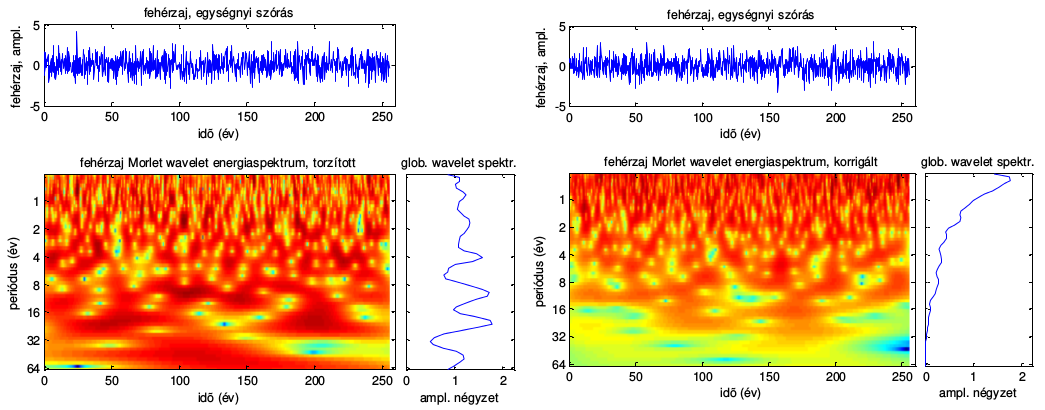 fehérzaj, egységnyi szórás
fehérzaj, ampl.
5
0
-5
0 50 100 150 200 250
idő (év)
fehérzaj, egységnyi szórás
fehérzaj, ampl.
5
0
-5
0 50 100 150 200 250
idő (év)
fehérzaj Morlet wavelet energiaspektrum, torzított
periódus (év)
1
2
4
8
16
32
64
0 50 100 150 200 250
idő (év)
glob. wavelet spektr.
0 1 2
ampl. négyzet
fehérzaj Morlet wavelet energiaspektrum, korrigált
periódus (év)
1
2
4
8
16
32
64
0 50 100 150 200 250
idő (év)
glob. wavelet spektr.
0 1 2
ampl. négyzet